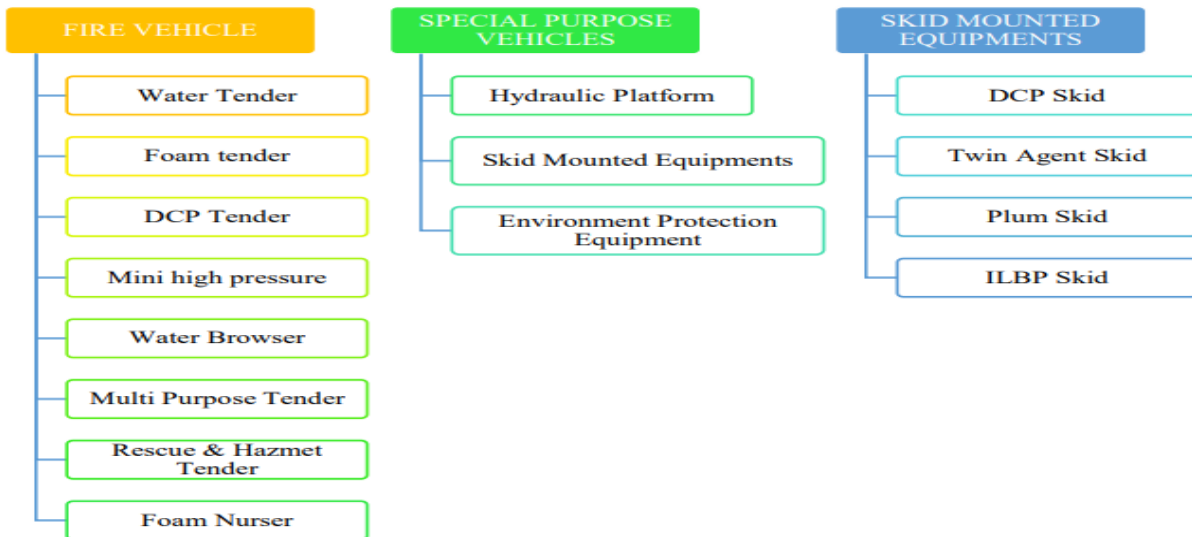 FIRE VEHICLE
Water Tender
Foam tender
DCP Tender
Mini high pressure
Water Browser
Multi Purpose Tender
Rescue & Hazmet
Tender
Foam Nurser
SPECIAL PURPOSE
VEHICLES
Hydraulic Platform
Skid Mounted Equipments
Environment Protection
Equipment
SKID MOUNTED
EQUIPMENTS
DCP Skid
Twin Agent Skid
Plum Skid
ILBP Skid